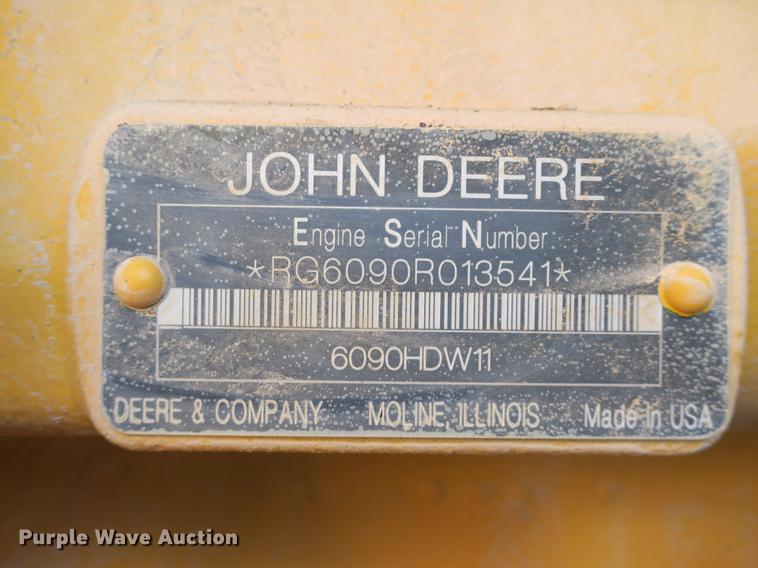 JOHN DEERE
Engine Serial Number
*RG6090R013541*
6090HDW11
DEERE & COMPANY MOLINE, ILLINOIS Made in USA
Purple Wave Auction